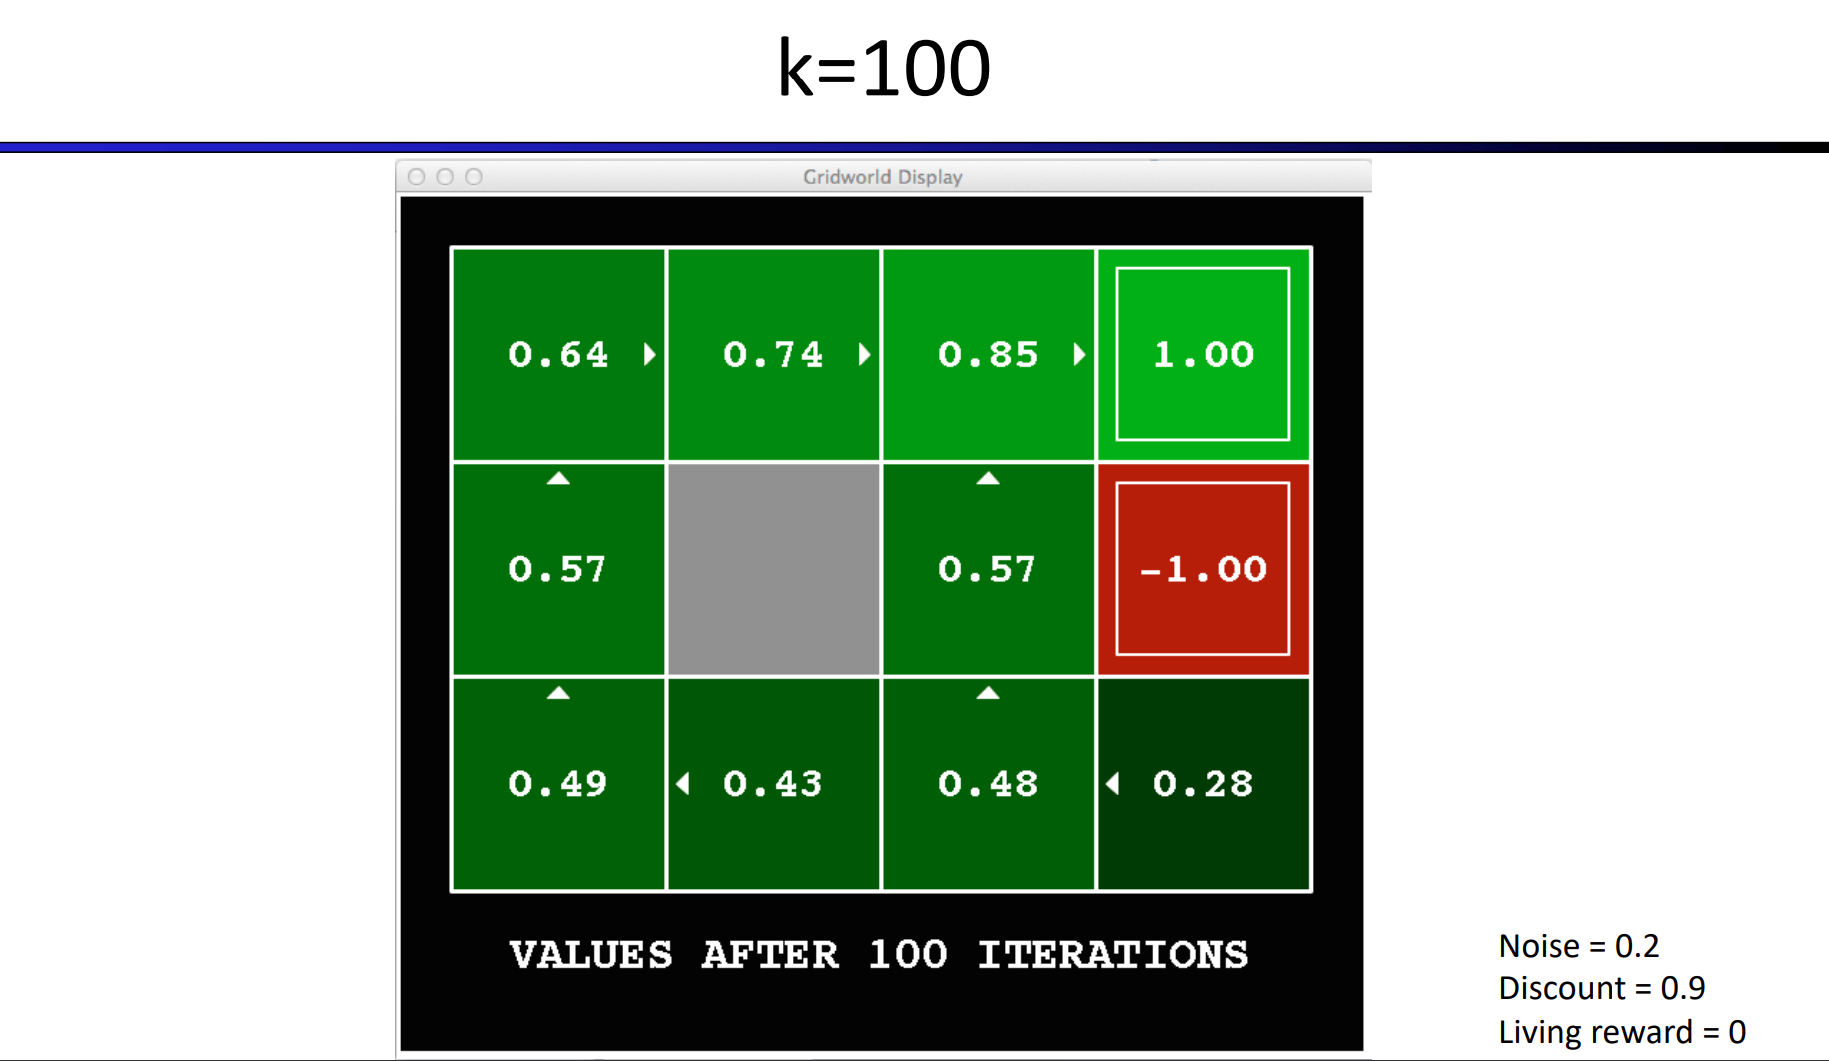 k=100
Gridworld Display
0.64 0.74 0.85 1.00
0.57 0.57 -1.00
0.49 0.43 0.48 0.28
VALUES AFTER 100 ITERATIONS
Noise = 0.2
Discount = 0.9
Living reward = 0